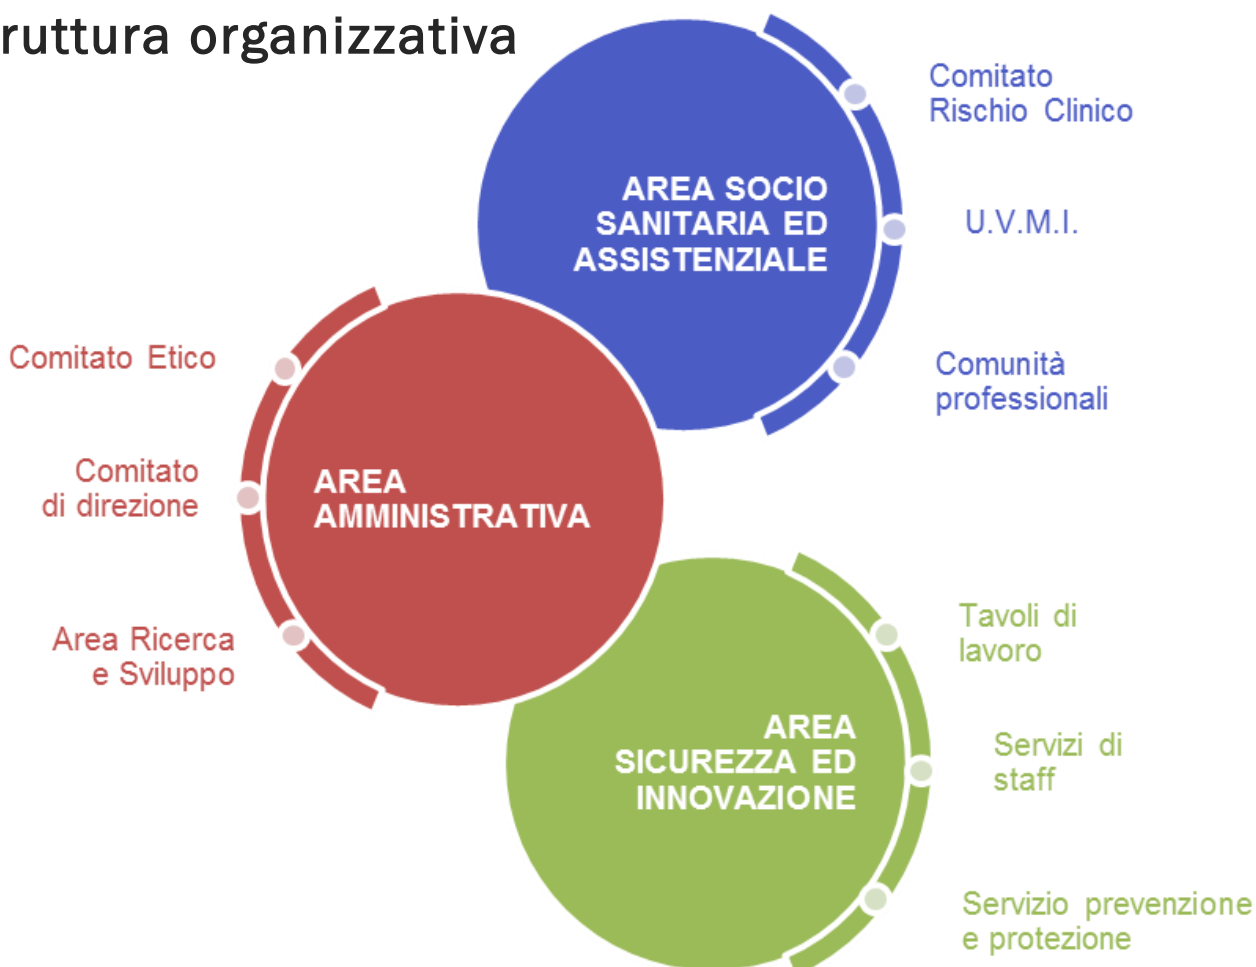 ruttura organizzativa
Comitato
Rischio Clinico
AREA SOCIO
SANITARIA ED
ASSISTENZIALE
U.V.M.I.
Comunità
professionali
Comitato Etico
Comitato
di direzione
Area Ricerca
e Sviluppo
AREA
AMMINISTRATIVA
Tavoli di
lavoro
AREA
SICUREZZA ED
INNOVAZIONE
Servizi di
staff
Servizio prevenzione
e protezione